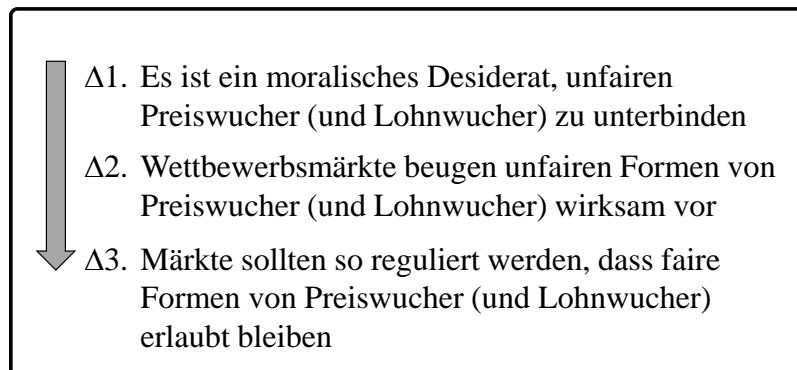 Δ1. Es ist ein moralisches Desiderat, unfairen
Preiswucher (und Lohnwucher) zu unterbinden
Δ2. Wettbewerbsmärkte beugen unfairen Formen von
Preiswucher (und Lohnwucher) wirksam vor
Δ3. Märkte sollten so reguliert werden, dass faire
Formen von Preiswucher (und Lohnwucher)
erlaubt bleiben